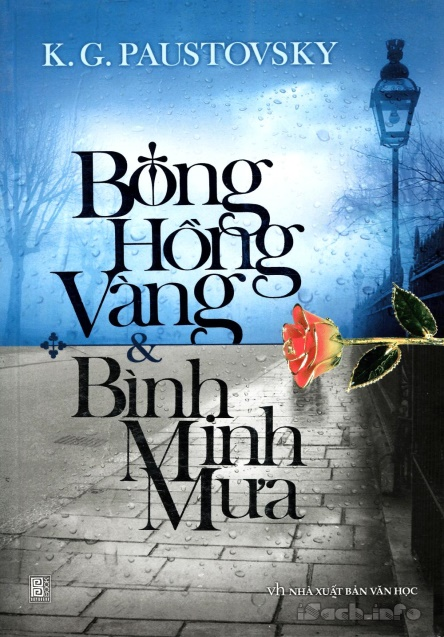 K. G. PAUSTOVSKY
Bông
Hồng
Vàng
&
Bình
Minh
Mưa
vh NHÀ XUẤT BẢN VĂN HỌC
iSach.info